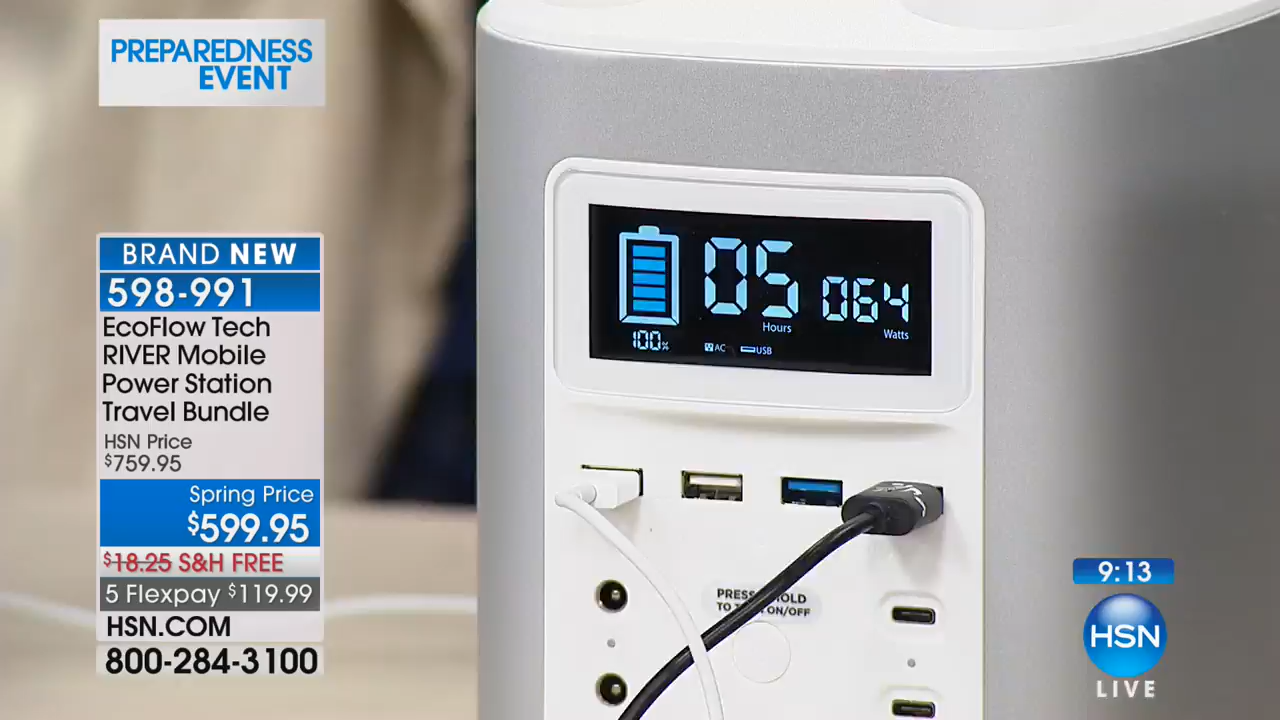 PREPAREDNESS
EVENT
BRAND NEW
598-991
EcoFlow Tech
RIVER Mobile
Power Station
Travel Bundle
HSN Price
$759.95
Spring Price
$599.95
$18.25 S&H FREE
5 Flexpay $119.99
HSN.COM
800-284-3100
05
Hours
064
Watts
100%
AC
USB
PRESS
TO
ON/OFF
9:13
HSN
LIVE